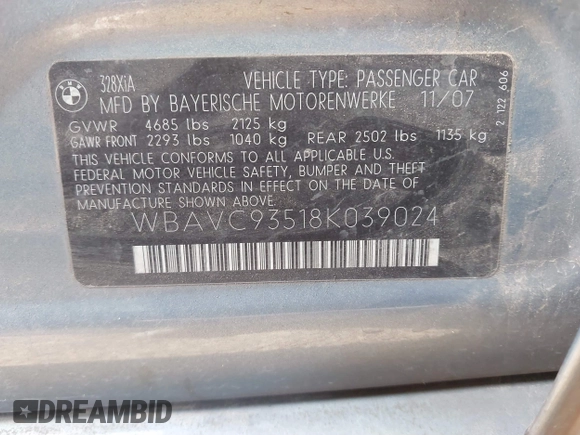 BMW
328XiA VEHICLE TYPE: PASSENGER CAR
MFD BY BAYERISCHE MOTORENWERKE 11/07
GVWR 4685 lbs 2125 kg
GAWR FRONT 2293 lbs 1040 kg REAR 2502 lbs 1135 kg
THIS VEHICLE CONFORMS TO ALL APPLICABLE U.S.
FEDERAL MOTOR VEHICLE SAFETY, BUMPER AND THEFT
PREVENTION STANDARDS IN EFFECT ON THE DATE OF
MANUFACTURE SHOWN ABOVE.
WBAVC93518K039024
2 122 606
DREAMBID